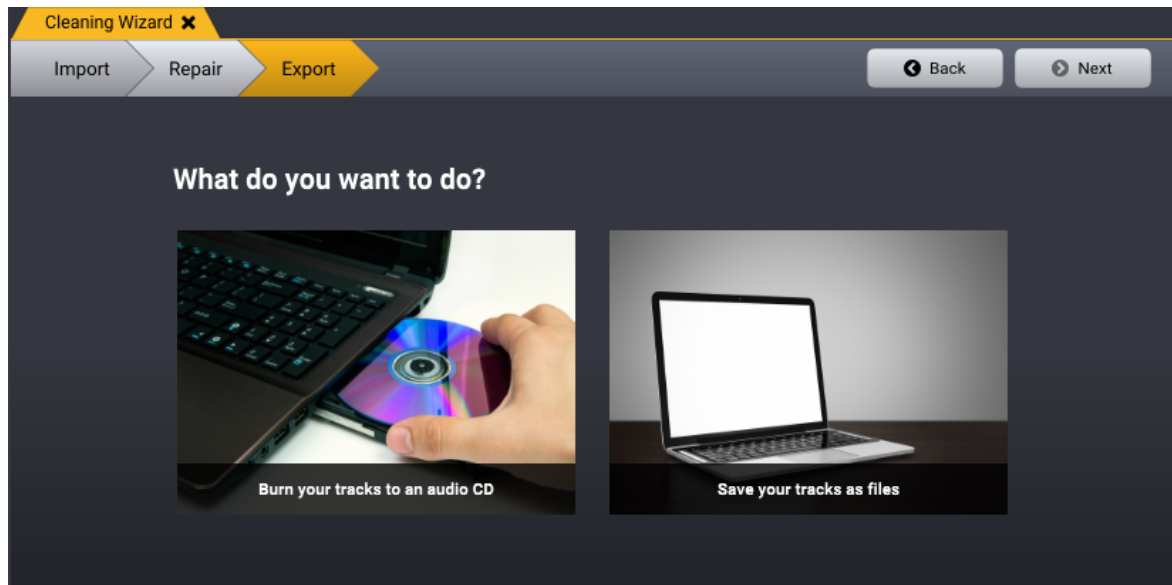 Cleaning Wizard
Import
Repair
Export
Back
Next
What do you want to do?
Burn your tracks to an audio CD
Save your tracks as files